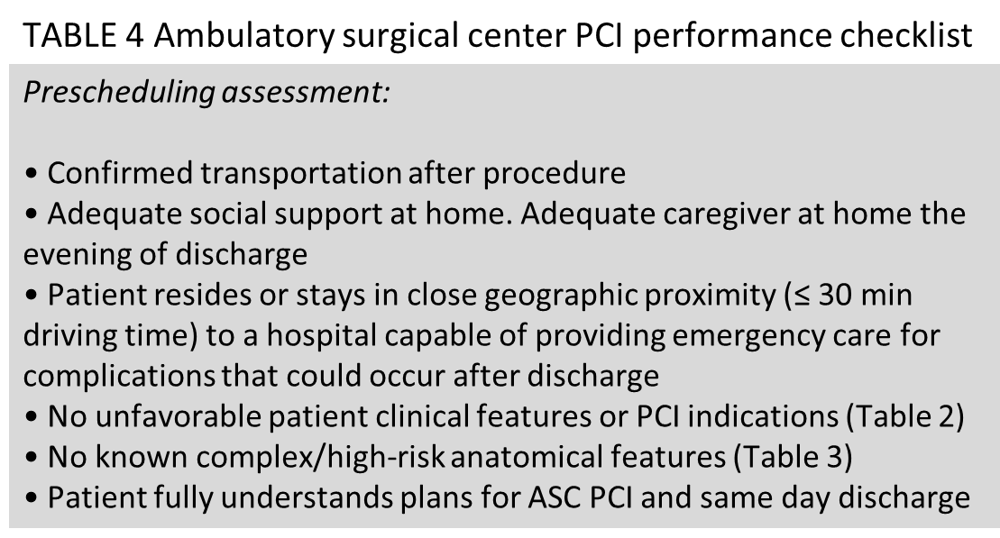 TABLE 4 Ambulatory surgical center PCI performance checklist
Prescheduling assessment:
• Confirmed transportation after procedure
• Adequate social support at home. Adequate caregiver at home the
evening of discharge
• Patient resides or stays in close geographic proximity (≤ 30 min
driving time) to a hospital capable of providing emergency care for
complications that could occur after discharge
• No unfavorable patient clinical features or PCI indications (Table 2)
• No known complex/high-risk anatomical features (Table 3)
• Patient fully understands plans for ASC PCI and same day discharge